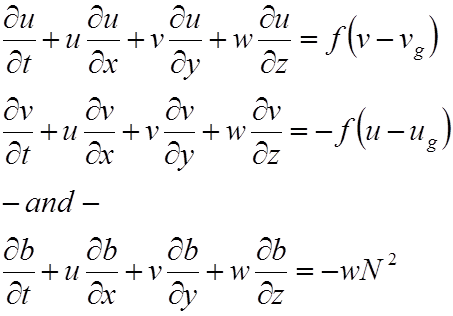 ∂u/∂t + u ∂u/∂x + v ∂u/∂y + w ∂u/∂z = f(v − v_g)
∂v/∂t + u ∂v/∂x + v ∂v/∂y + w ∂v/∂z = −f(u − u_g)
– and –
∂b/∂t + u ∂b/∂x + v ∂b/∂y + w ∂b/∂z = −wN²